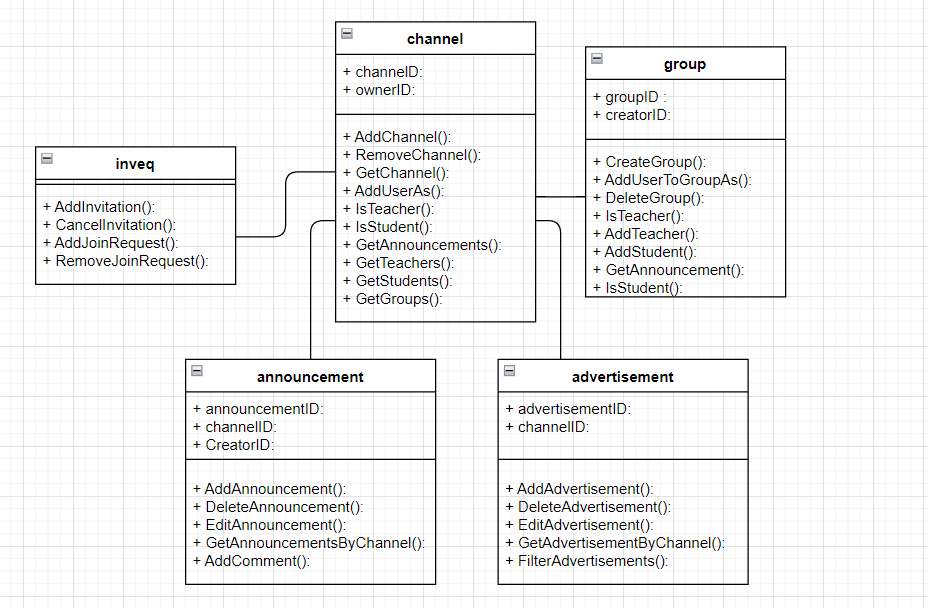 channel
+ channeID:
+ ownerID:
+ AddChannel():
+ RemoveChannel():
+ GetChannel():
+ AddUserAs():
+ IsTeacher():
+ IsStudent():
+ GetAnnouncements():
+ GetTeachers():
+ GetStudents():
+ GetGroups():
group
+ groupID :
+ creatorID:
+ CreateGroup():
+ AddUserToGroupAs():
+ DeleteGroup():
+ IsTeacher():
+ AddTeacher():
+ AddStudent():
+ GetAnnouncement():
+ IsStudent():
inveq
+ AddInvitation():
+ CancelInvitation():
+ AddJoinRequest():
+ RemoveJoinRequest():
announcement
+ announcementID:
+ channelID:
+ CreatorID:
+ AddAnnouncement():
+ DeleteAnnouncement():
+ EditAnnouncement():
+ GetAnnouncementsByChannel():
+ AddComment():
advertisement
+ advertisementID:
+ channelID:
+ AddAdvertisement():
+ DeleteAdvertisement():
+ EditAdvertisement():
+ GetAdvertisementByChannel():
+ FilterAdvertisements():